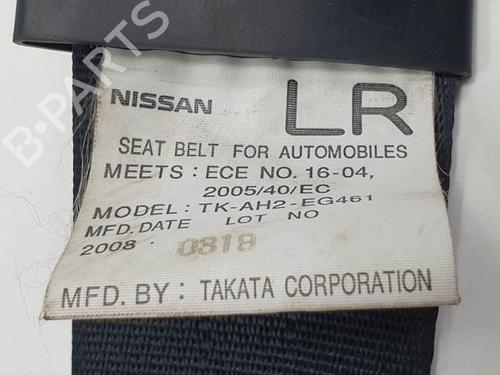 B-PARTS
NISSAN LR
SEAT BELT FOR AUTOMOBILES
MEETS: ECE NO. 16-04,
2005/40/EC
MODEL: TK-AH2-EG461
MFD. DATE LOT NO
2008. 0819
MFD. BY: TAKATA CORPORATION